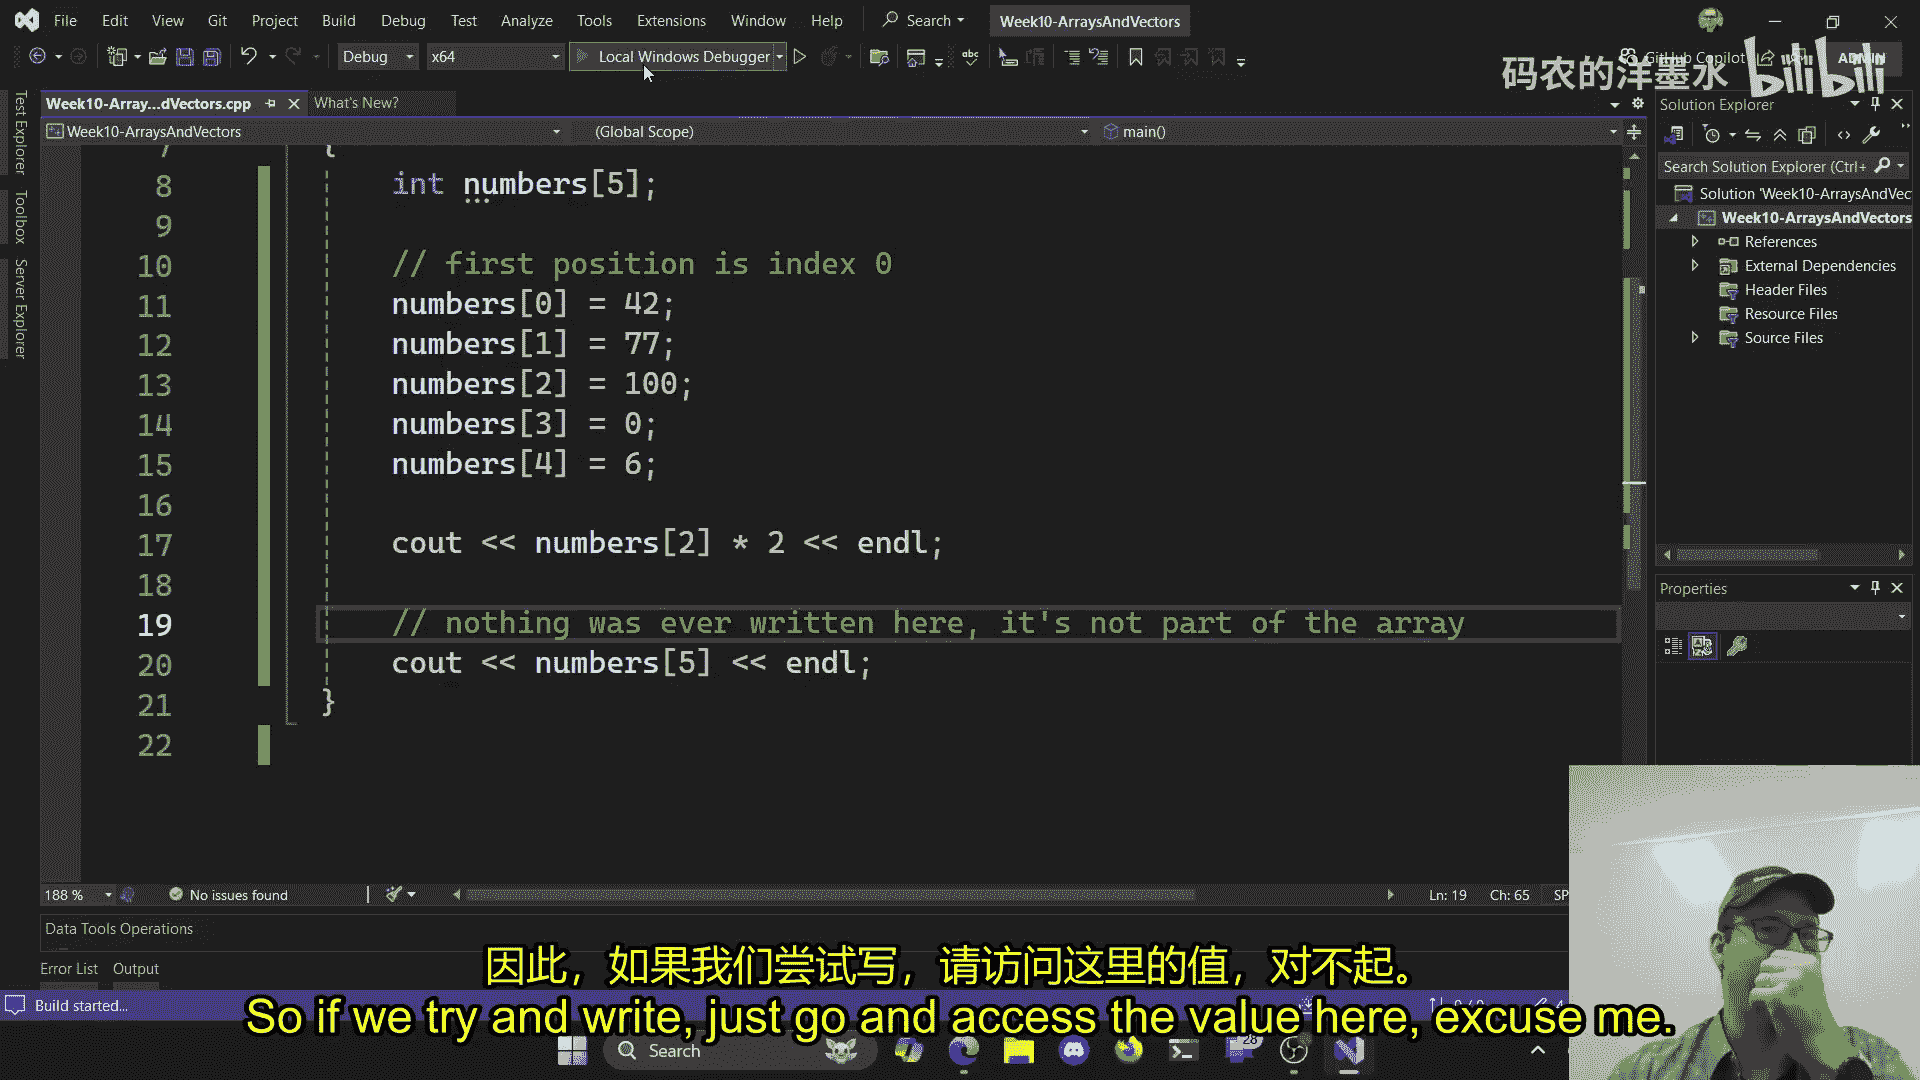 File Edit View Git Project Build Debug Test Analyze Tools Extensions Window Help Search Week10-ArraysAndVectors
Debug x64 Local Windows Debugger GitHub Copilot ADMIN
码农的洋墨水 bilibili
Week10-Array...dVectors.cpp What's New?
Week10-ArraysAndVectors (Global Scope) main()
Test Explorer
Toolbox
Server Explorer
7 {
8 int numbers[5];
9
10 // first position is index 0
11 numbers[0] = 42;
12 numbers[1] = 77;
13 numbers[2] = 100;
14 numbers[3] = 0;
15 numbers[4] = 6;
16
17 cout << numbers[2] * 2 << endl;
18
19 // nothing was ever written here, it's not part of the array
20 cout << numbers[5] << endl;
21 }
22
Solution Explorer
Search Solution Explorer (Ctrl+
Solution 'Week10-ArraysAndVec
Week10-ArraysAndVectors
References
External Dependencies
Header Files
Resource Files
Source Files
Properties
188 % No issues found Ln: 19 Ch: 65 SP
Data Tools Operations
Error List Output
Build started...
因此，如果我们尝试写，请访问这里的值，对不起。
So if we try and write, just go and access the value here, excuse me.
Search
28